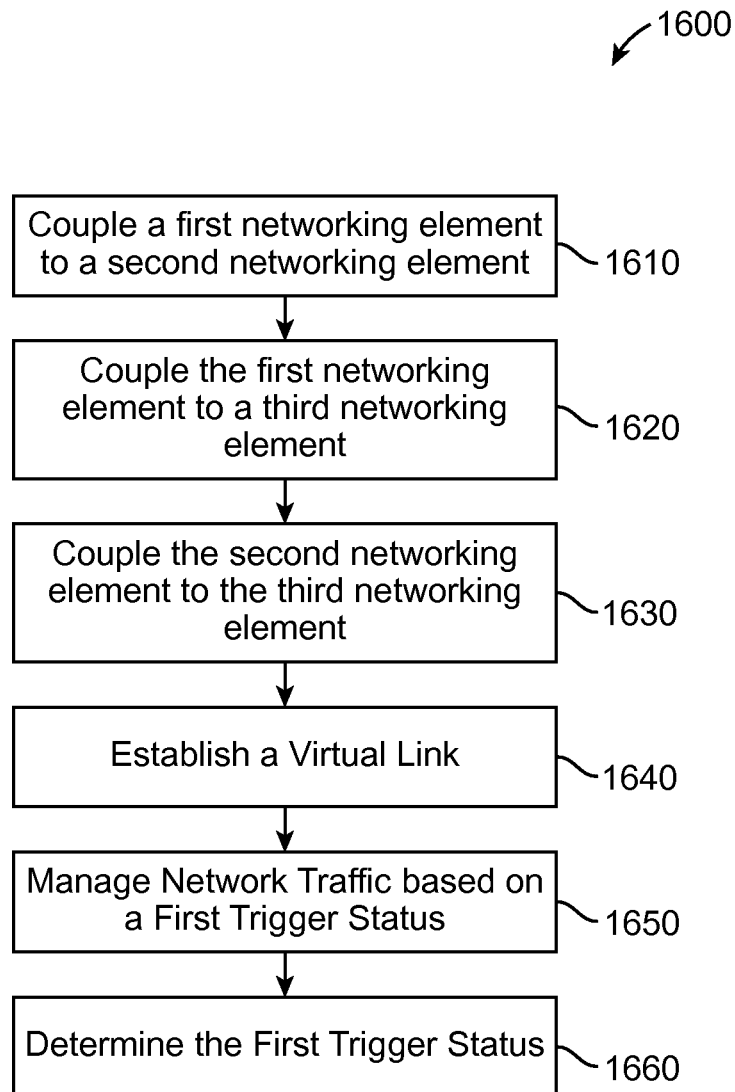 1600
Couple a first networking element
to a second networking element
1610
Couple the first networking
element to a third networking
element
1620
Couple the second networking
element to the third networking
element
1630
Establish a Virtual Link
1640
Manage Network Traffic based on
a First Trigger Status
1650
Determine the First Trigger Status
1660